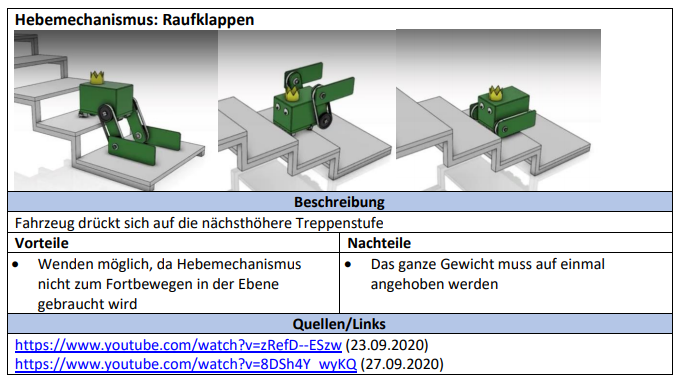 Hebemechanismus: Raufklappen
Beschreibung
Fahrzeug drückt sich auf die nächsthöhere Treppenstufe
Vorteile
Nachteile
• Wenden möglich, da Hebemechanismus
nicht zum Fortbewegen in der Ebene
gebraucht wird
• Das ganze Gewicht muss auf einmal
angehoben werden
Quellen/Links
https://www.youtube.com/watch?v=zRefD--ESzw (23.09.2020)
https://www.youtube.com/watch?v=8DSh4Y_wyKQ (27.09.2020)